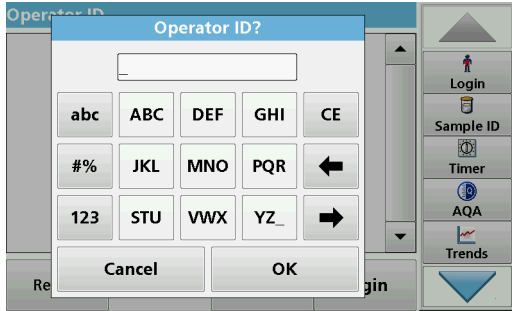 Operator ID
Operator ID?
_
abc ABC DEF GHI CE
#% JKL MNO PQR
123 STU VWX YZ_
Cancel OK
Login
Sample ID
Timer
AQA
Trends